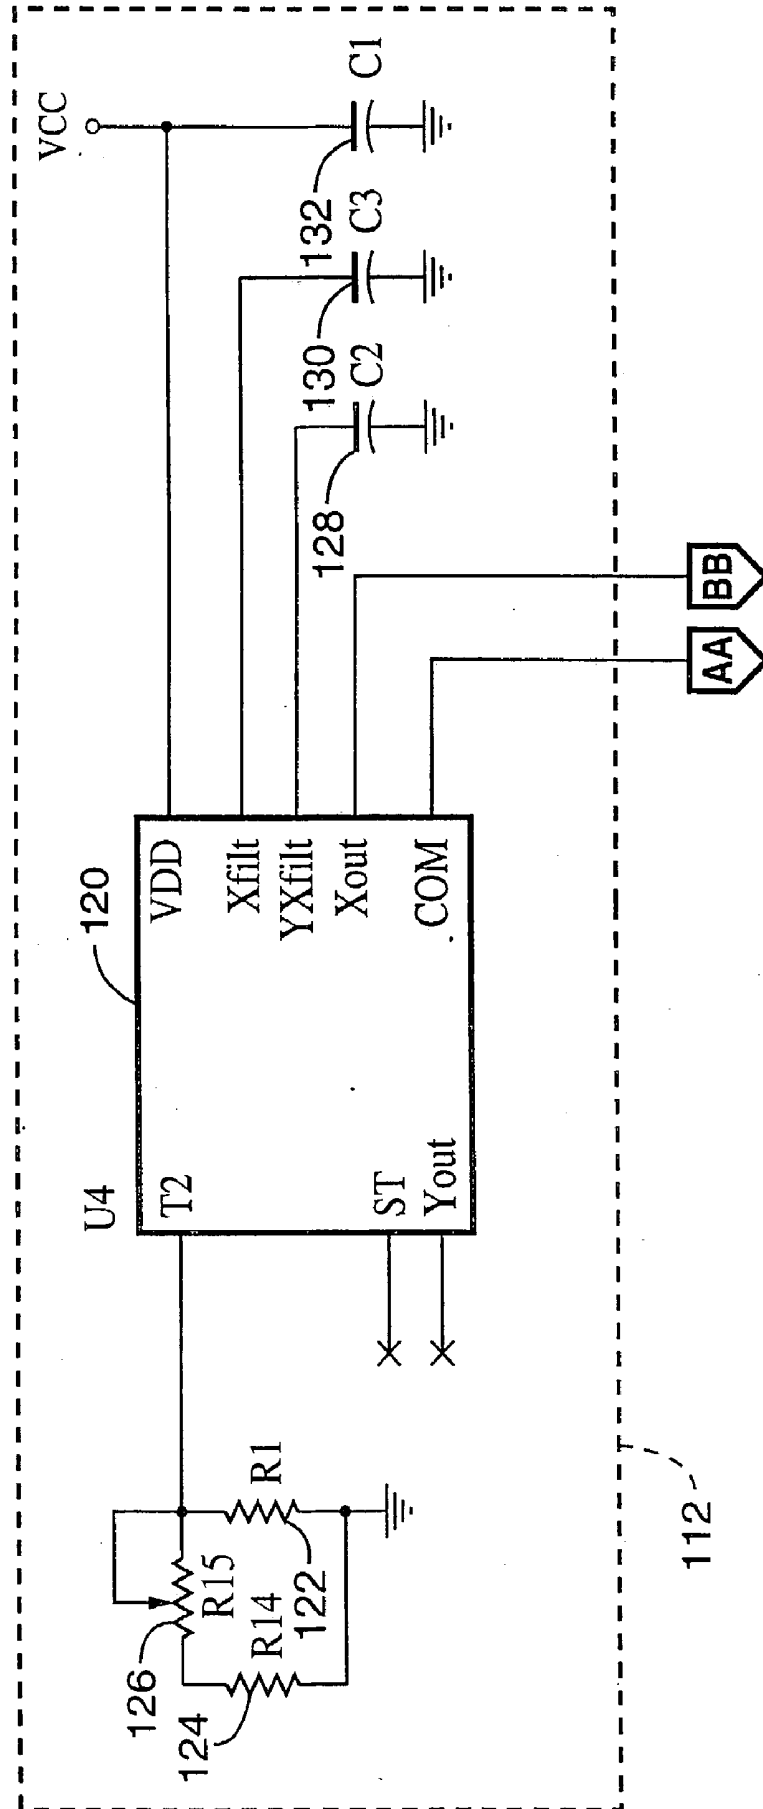 VCC
C1
132
C3
130
C2
128
BB
AA
120
U4
VDD
Xfilt
YXfilt
Xout
COM
T2
ST
Yout
R1
122
R15
126
R14
124
112